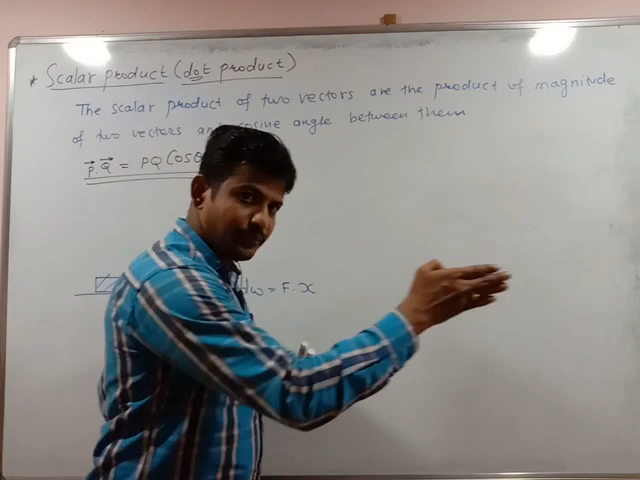 * Scalar product (dot product)
The scalar product of two vectors are the product of magnitude
of two vectors and cosine angle between them
P⃗.Q⃗ = PQ Cosθ
dw = F.x